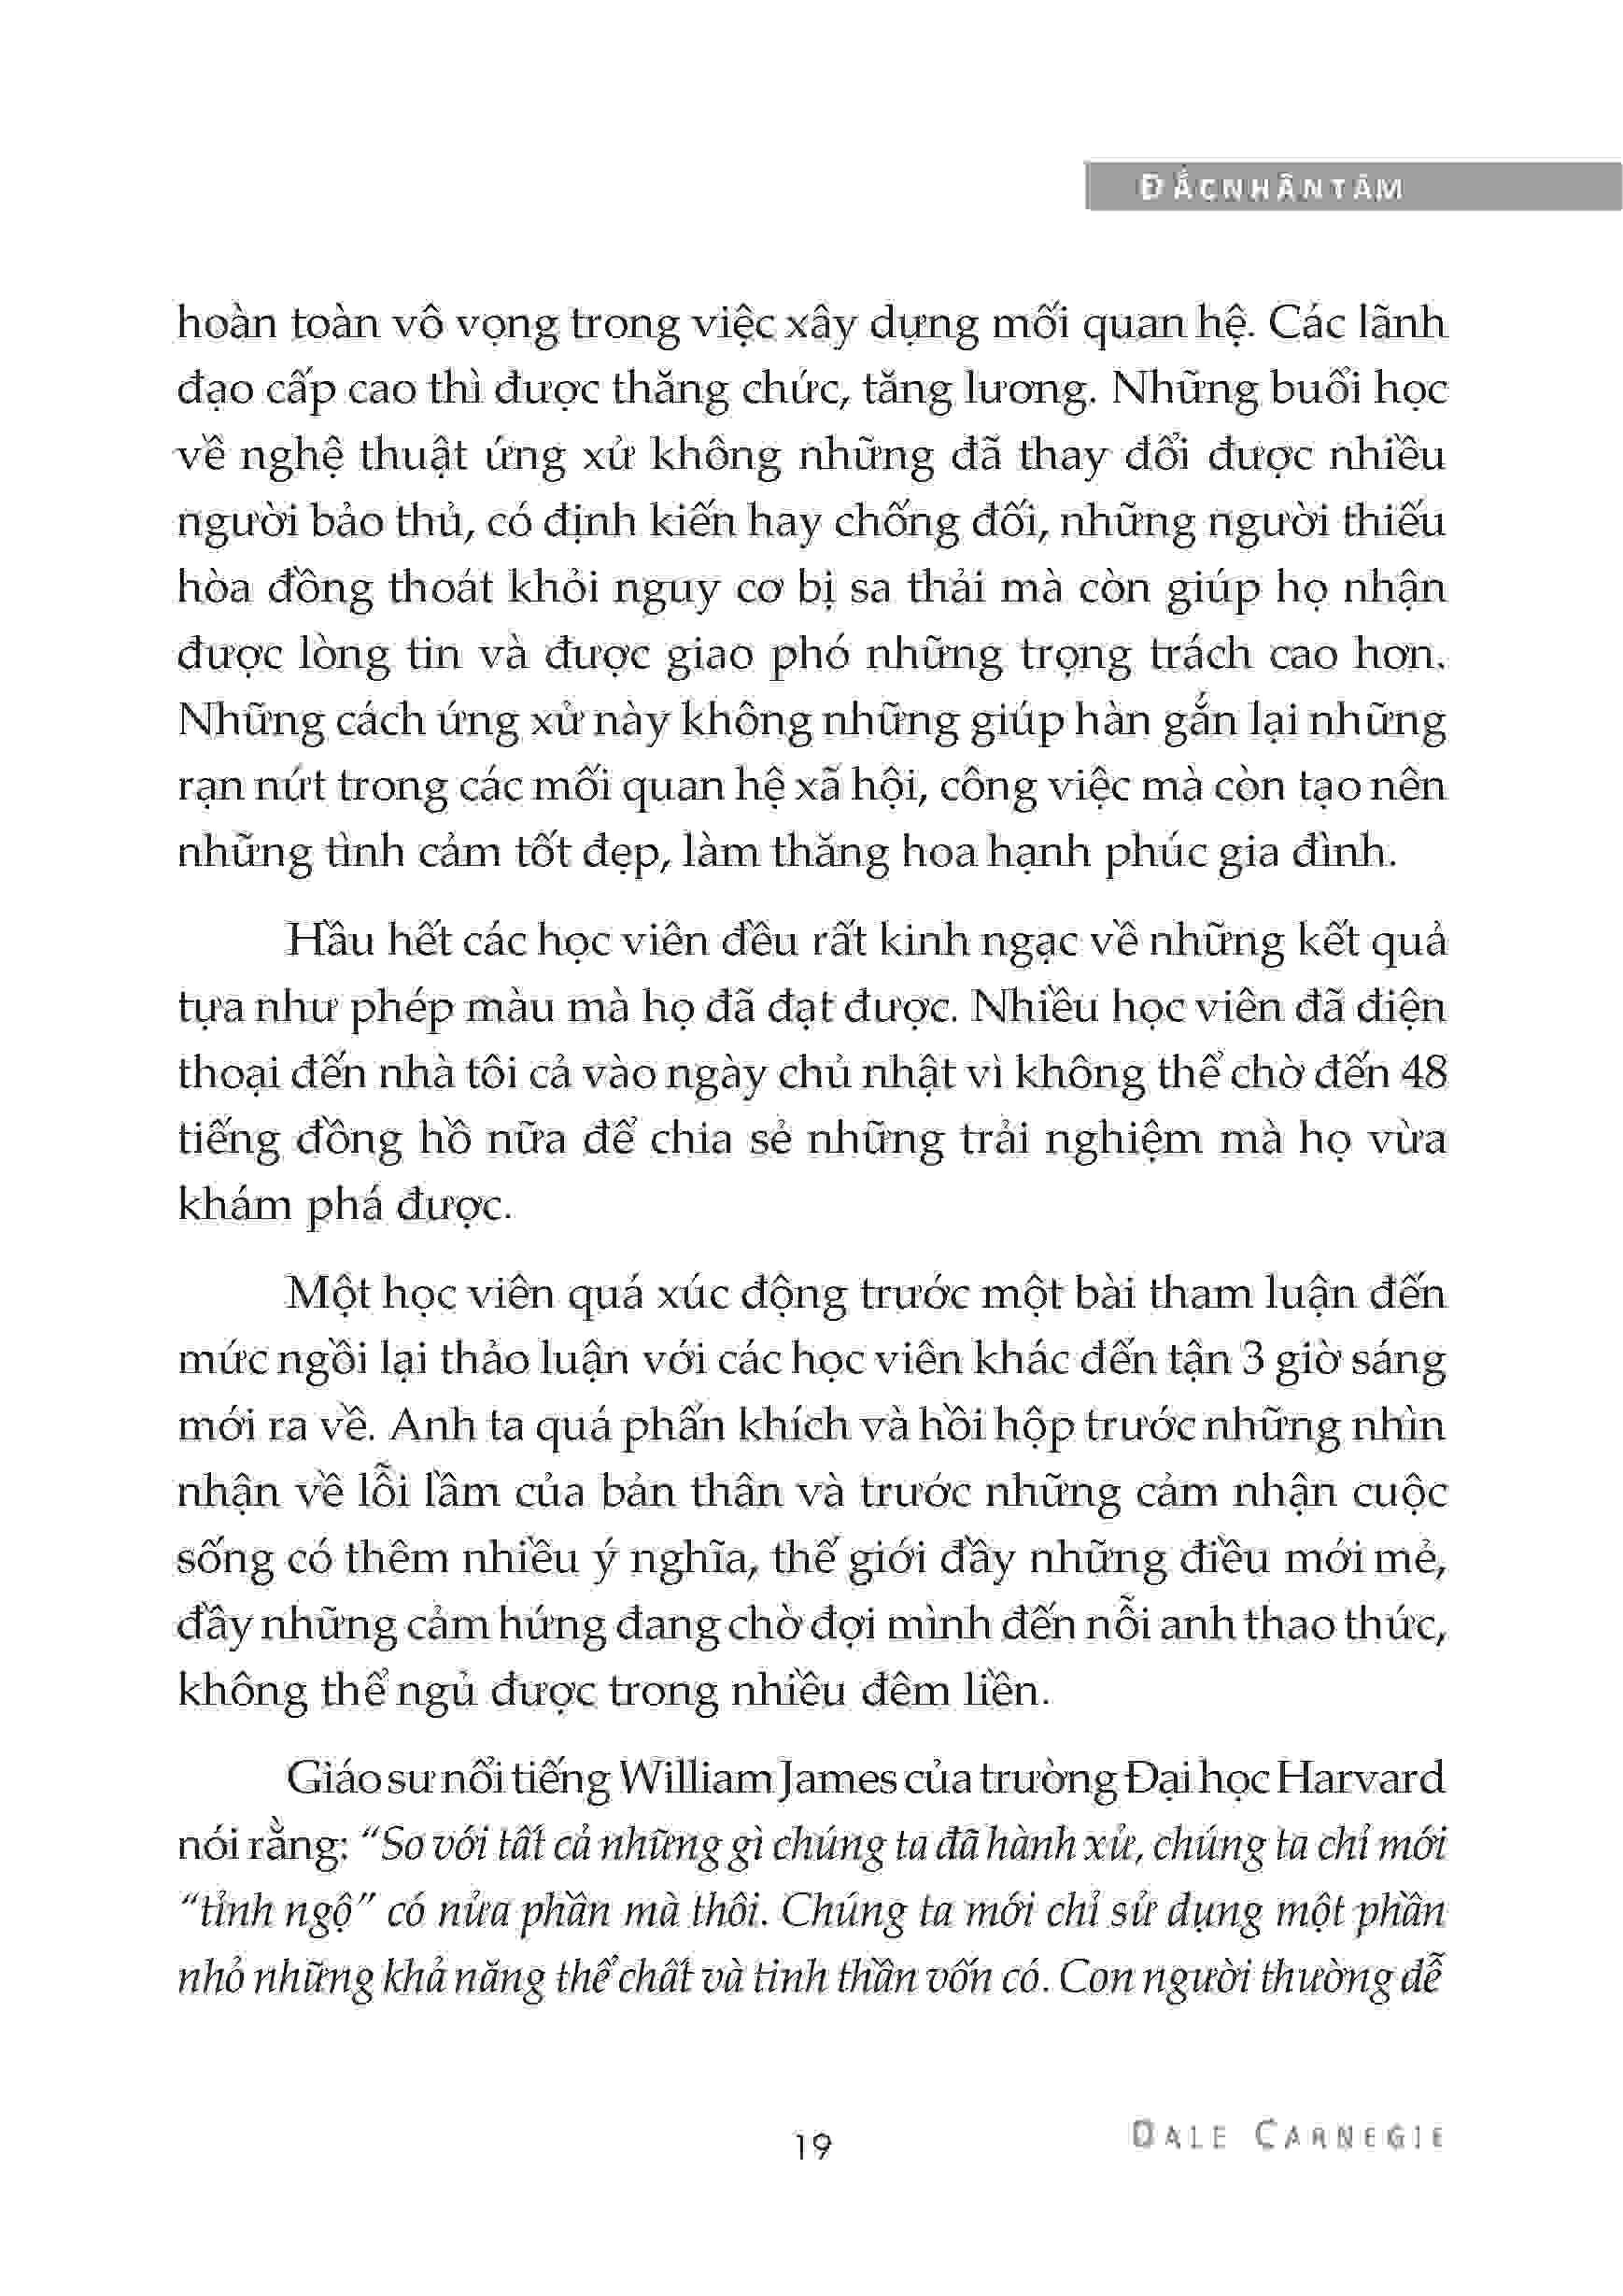 ĐẮCNHÂNTÂM
hoàn toàn vô vọng trong việc xây dựng mối quan hệ. Các lãnh
đạo cấp cao thì được thăng chức, tăng lương. Những buổi học
về nghệ thuật ứng xử không những đã thay đổi được nhiều
người bảo thủ, có định kiến hay chống đối, những người thiếu
hòa đồng thoát khỏi nguy cơ bị sa thải mà còn giúp họ nhận
được lòng tin và được giao phó những trọng trách cao hơn.
Những cách ứng xử này không những giúp hàn gắn lại những
rạn nứt trong các mối quan hệ xã hội, công việc mà còn tạo nên
những tình cảm tốt đẹp, làm thăng hoa hạnh phúc gia đình.
Hầu hết các học viên đều rất kinh ngạc về những kết quả
tựa như phép màu mà họ đã đạt được. Nhiều học viên đã điện
thoại đến nhà tôi cả vào ngày chủ nhật vì không thể chờ đến 48
tiếng đồng hồ nữa để chia sẻ những trải nghiệm mà họ vừa
khám phá được.
Một học viên quá xúc động trước một bài tham luận đến
mức ngồi lại thảo luận với các học viên khác đến tận 3 giờ sáng
mới ra về. Anh ta quá phấn khích và hồi hộp trước những nhìn
nhận về lỗi lầm của bản thân và trước những cảm nhận cuộc
sống có thêm nhiều ý nghĩa, thế giới đầy những điều mới mẻ,
đầy những cảm hứng đang chờ đợi mình đến nỗi anh thao thức,
không thể ngủ được trong nhiều đêm liền.
Giáo sư nổi tiếng William James của trường Đại học Harvard
nói rằng: “So với tất cả những gì chúng ta đã hành xử, chúng ta chỉ mới
“tỉnh ngộ” có nửa phần mà thôi. Chúng ta mới chỉ sử dụng một phần
nhỏ những khả năng thể chất và tinh thần vốn có. Con người thường dễ
19
DALE CARNEGIE